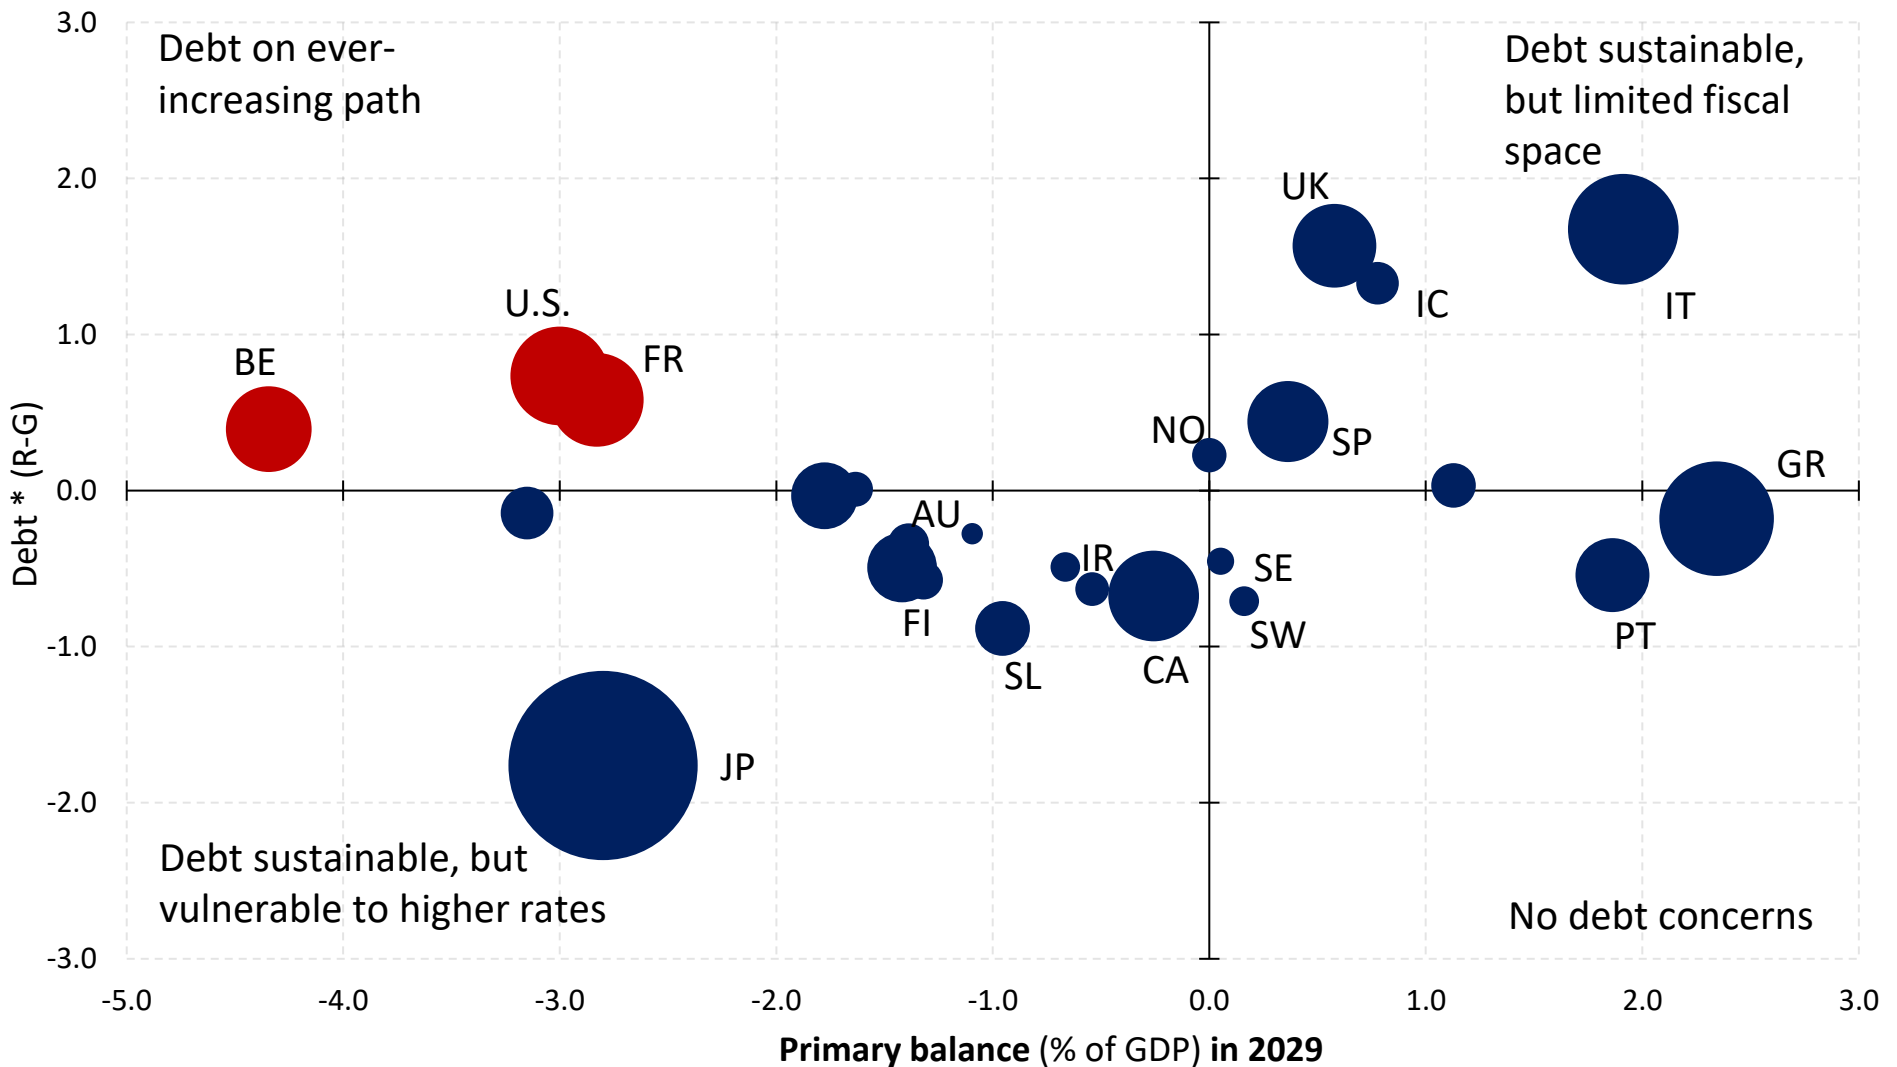 3.0
Debt on ever-
increasing path
Debt sustainable,
but limited fiscal
space
2.0
UK
IC
IT
U.S.
1.0
BE
FR
NO
SP
GR
0.0
AU
IR
SE
FI
SW
PT
-1.0
SL
CA
JP
-2.0
Debt sustainable, but
vulnerable to higher rates
No debt concerns
-3.0
Debt * (R-G)
-5.0 -4.0 -3.0 -2.0 -1.0 0.0 1.0 2.0 3.0
Primary balance (% of GDP) in 2029